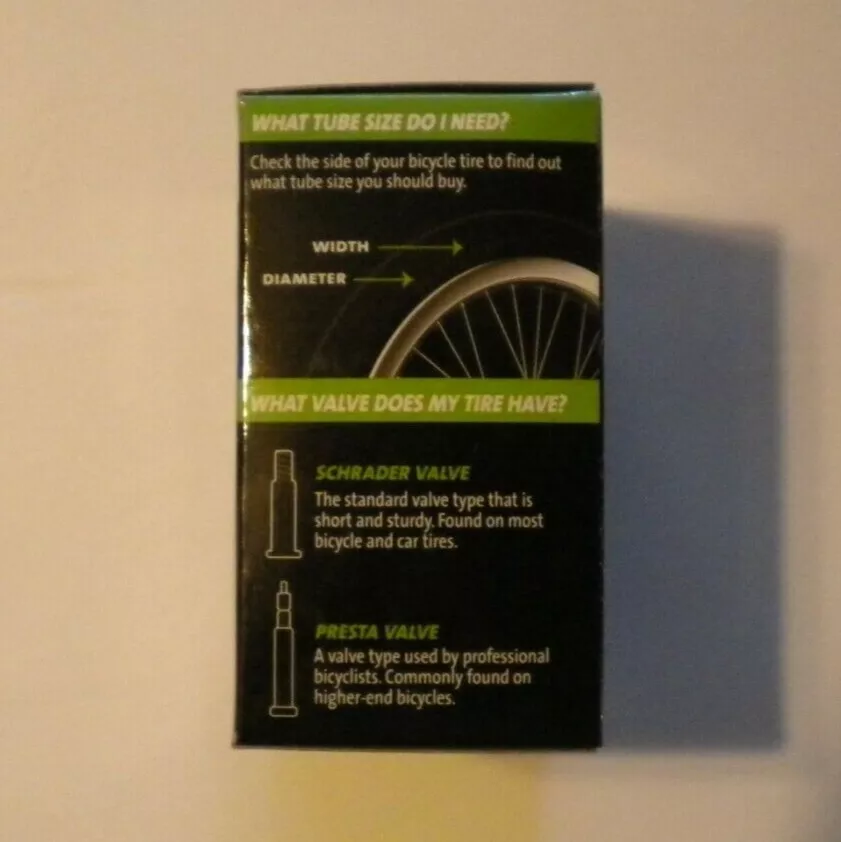 WHAT TUBE SIZE DO I NEED?
Check the side of your bicycle tire to find out
what tube size you should buy.
WIDTH
DIAMETER
WHAT VALVE DOES MY TIRE HAVE?
SCHRADER VALVE
The standard valve type that is
short and sturdy. Found on most
bicycle and car tires.
PRESTA VALVE
A valve type used by professional
bicyclists. Commonly found on
higher-end bicycles.